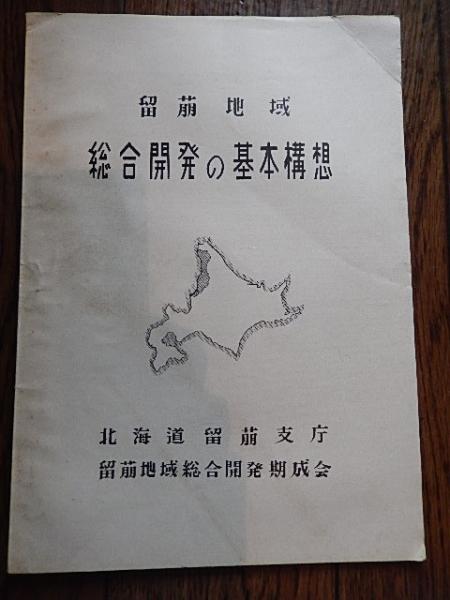 留萠地域
総合開発の基本構想
北海道留萠支庁
留萠地域総合開発期成会